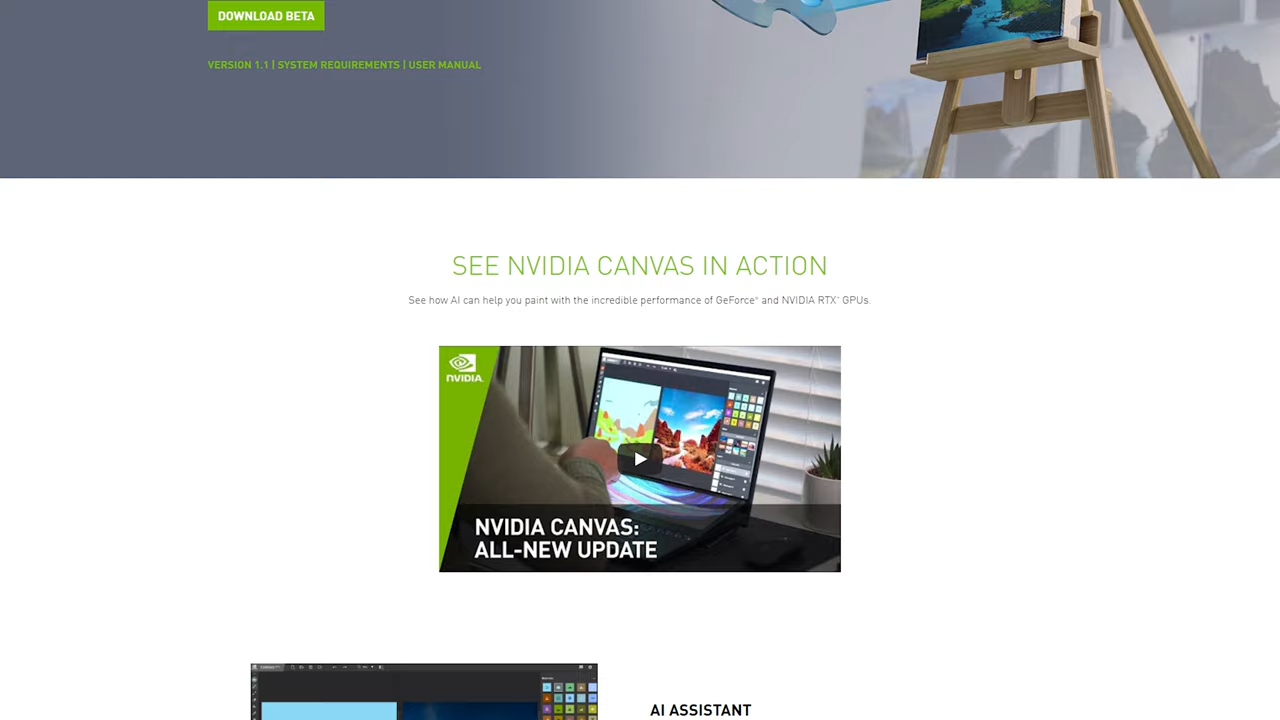 DOWNLOAD BETA
VERSION 1.1 | SYSTEM REQUIREMENTS | USER MANUAL
SEE NVIDIA CANVAS IN ACTION
See how AI can help you paint with the incredible performance of GeForce® and NVIDIA RTX™ GPUs.
NVIDIA.
NVIDIA CANVAS:
ALL-NEW UPDATE
AI ASSISTANT